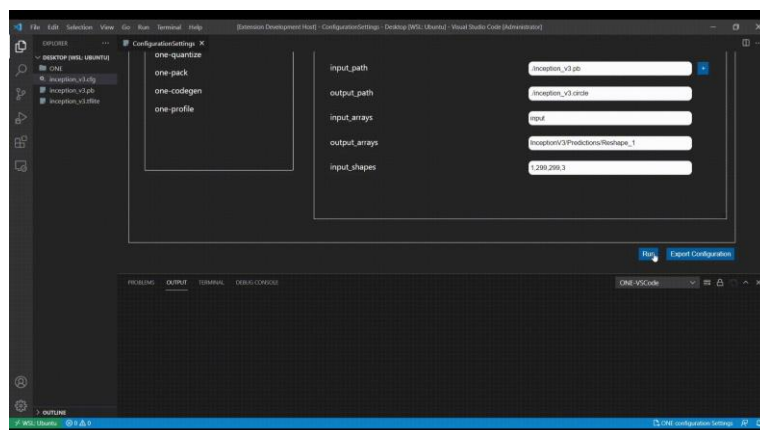 File Edit Selection View Go Run Terminal Help [Extension Development Host] - ConfigurationSettings - Desktop [WSL: Ubuntu] - Visual Studio Code [Administrator]
EXPLORER ... ConfigurationSettings ×
DESKTOP [WSL: UBUNTU]
ONE
inception_v3.cfg
inception_v3.pb
inception_v3.tflite
one-quantize
one-pack
one-codegen
one-profile
input_path ./inception_v3.pb +
output_path ./inception_v3.circle
input_arrays input
output_arrays InceptionV3/Predictions/Reshape_1
input_shapes 1,299,299,3
Run Export Configuration
PROBLEMS OUTPUT TERMINAL DEBUG CONSOLE ONE-VSCode
OUTLINE
WSL: Ubuntu 0 0 ONE configuration Settings